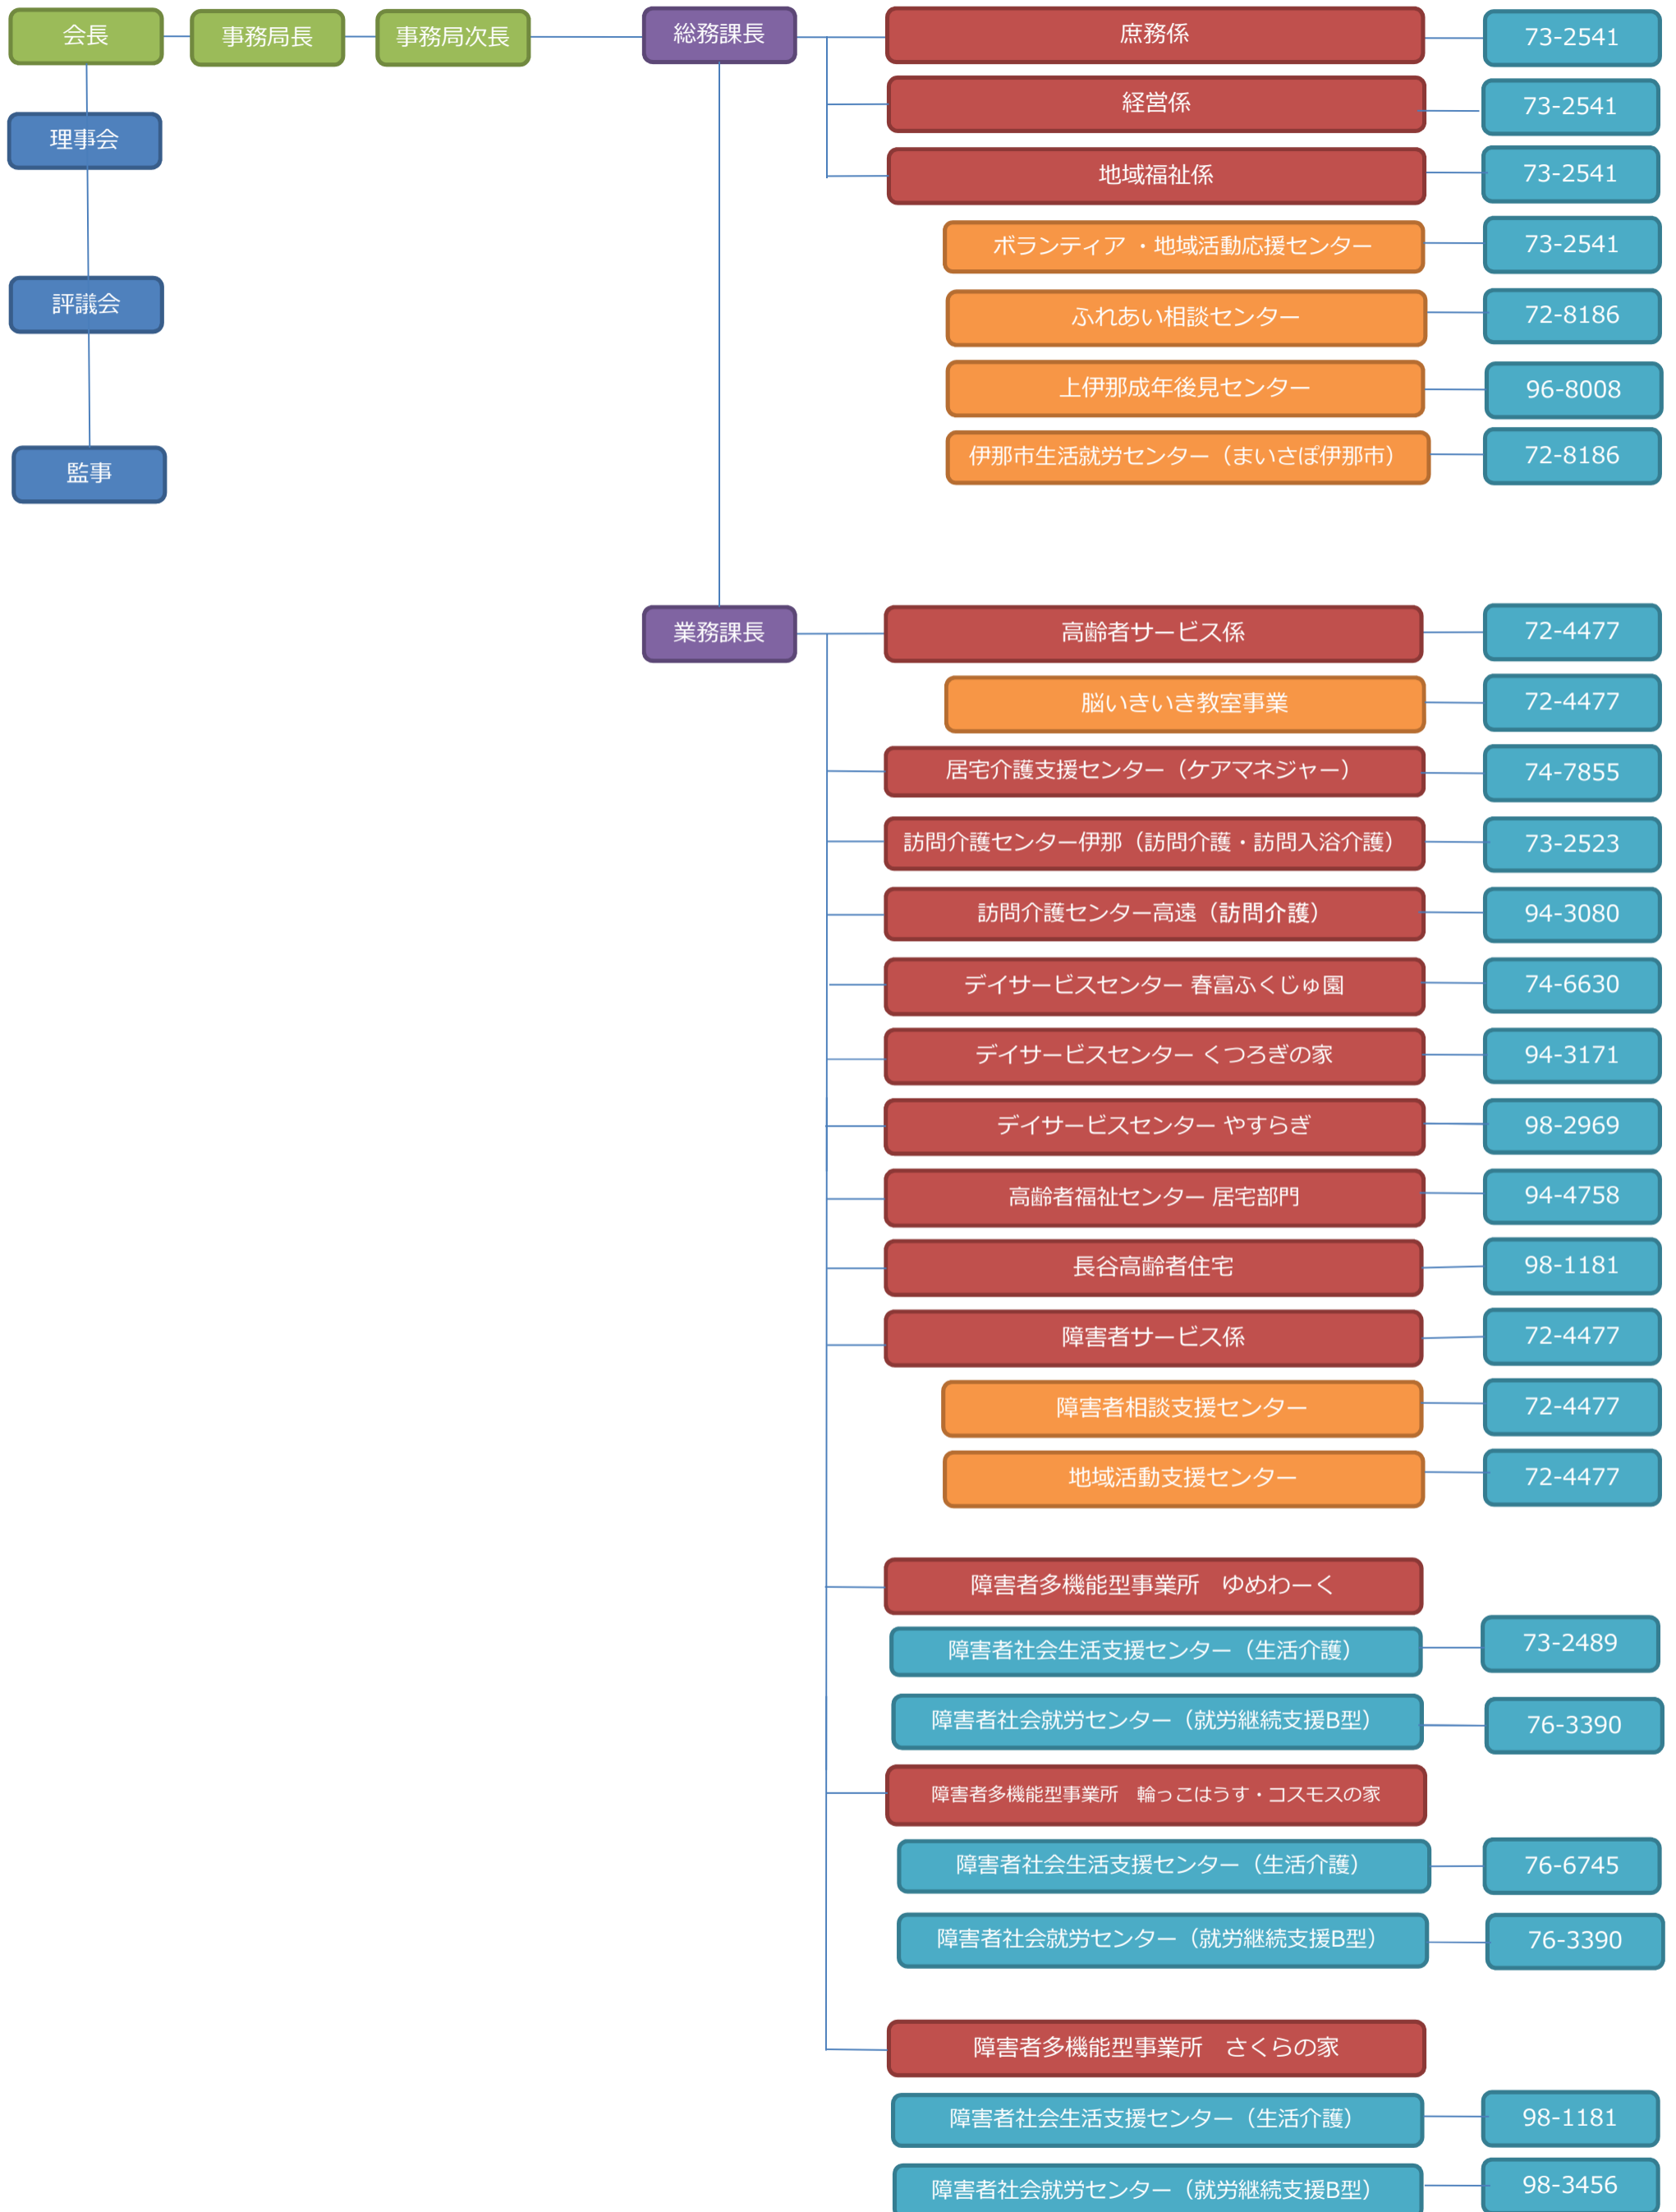 会長
事務局長
事務局次長
総務課長
庶務係
73-2541
経営係
73-2541
理事会
地域福祉係
73-2541
ボランティア ・地域活動応援センター
73-2541
評議会
ふれあい相談センター
72-8186
上伊那成年後見センター
96-8008
監事
伊那市生活就労センター（まいさぽ伊那市）
72-8186
業務課長
高齢者サービス係
72-4477
脳いきいき教室事業
72-4477
居宅介護支援センター（ケアマネジャー）
74-7855
訪問介護センター伊那（訪問介護・訪問入浴介護）
73-2523
訪問介護センター高遠（訪問介護）
94-3080
デイサービスセンター 春富ふくじゅ園
74-6630
デイサービスセンター くつろぎの家
94-3171
デイサービスセンター やすらぎ
98-2969
高齢者福祉センター 居宅部門
94-4758
長谷高齢者住宅
98-1181
障害者サービス係
72-4477
障害者相談支援センター
72-4477
地域活動支援センター
72-4477
障害者多機能型事業所　ゆめわーく
障害者社会生活支援センター（生活介護）
73-2489
障害者社会就労センター（就労継続支援B型）
76-3390
障害者多機能型事業所　輪っこはうす・コスモスの家
障害者社会生活支援センター（生活介護）
76-6745
障害者社会就労センター（就労継続支援B型）
76-3390
障害者多機能型事業所　さくらの家
障害者社会生活支援センター（生活介護）
98-1181
障害者社会就労センター（就労継続支援B型）
98-3456